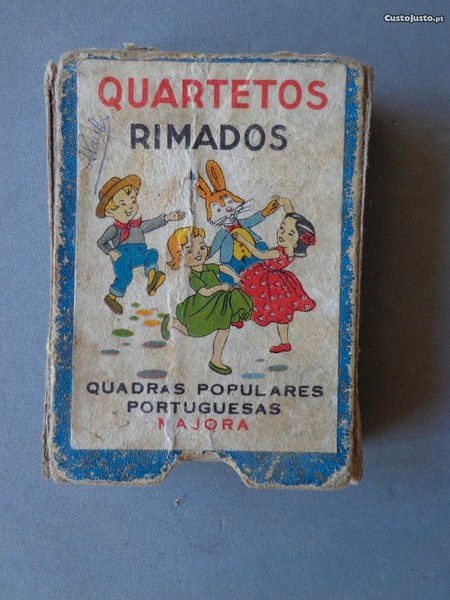 CustoJusto.pt
QUARTETOS
RIMADOS
QUADRAS POPULARES
PORTUGUESAS
MAJORA